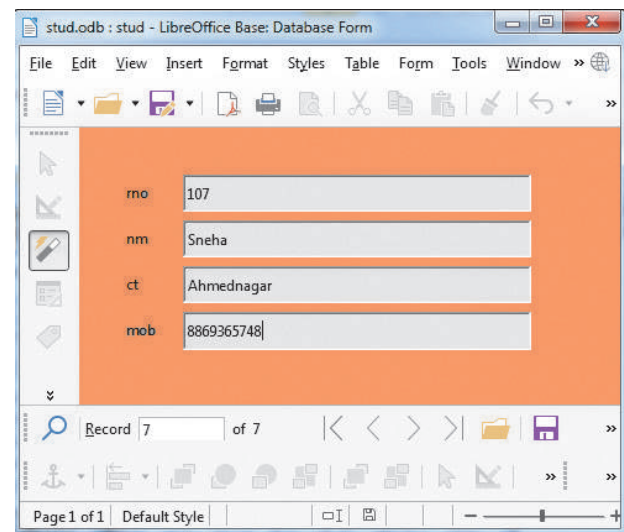 stud.odb : stud - LibreOffice Base: Database Form
File Edit View Insert Format Styles Table Form Tools Window »
»
rno 107
nm Sneha
ct Ahmednagar
mob 8869365748
Record 7 of 7 »
» »
Page 1 of 1 Default Style